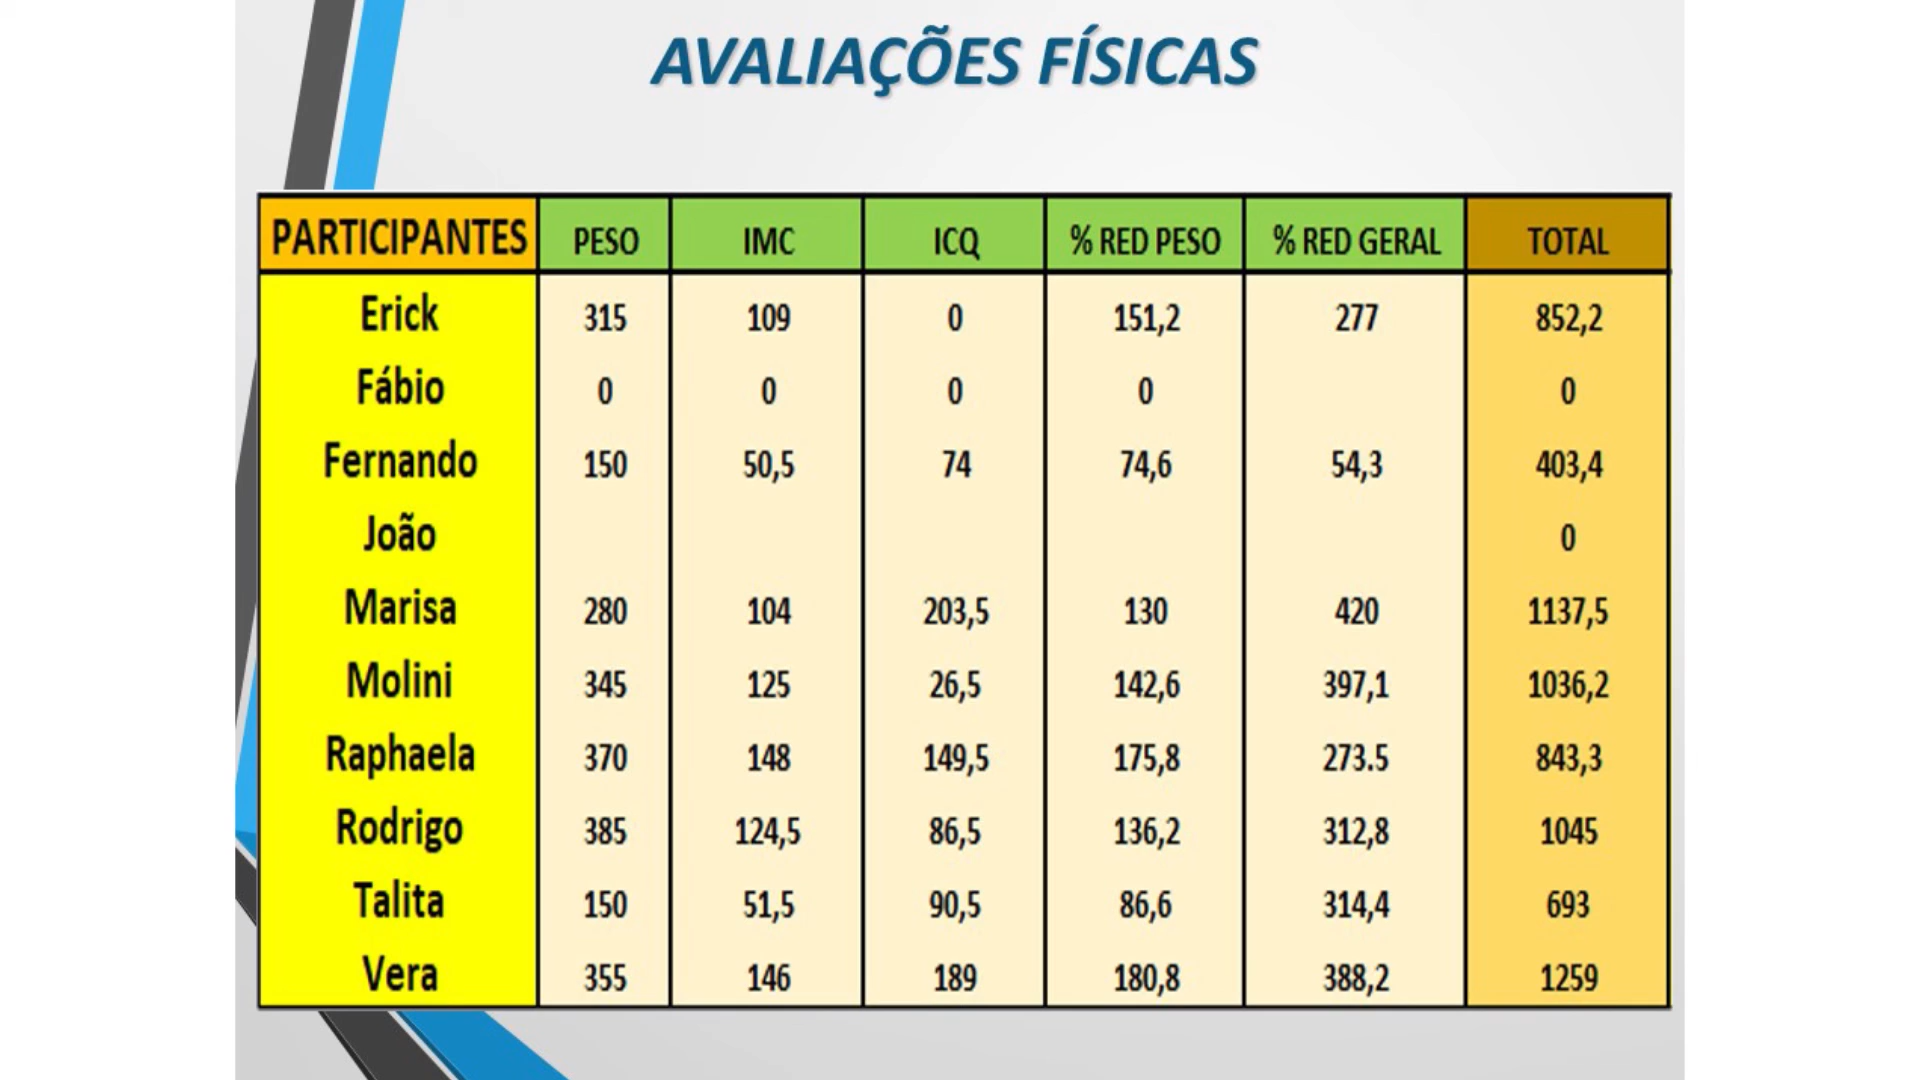 AVALIAÇÕES FÍSICAS
PARTICIPANTES PESO IMC ICQ % RED PESO % RED GERAL TOTAL
Erick 315 109 0 151,2 277 852,2
Fábio 0 0 0 0 0
Fernando 150 50,5 74 74,6 54,3 403,4
João 0
Marisa 280 104 203,5 130 420 1137,5
Molini 345 125 26,5 142,6 397,1 1036,2
Raphaela 370 148 149,5 175,8 273.5 843,3
Rodrigo 385 124,5 86,5 136,2 312,8 1045
Talita 150 51,5 90,5 86,6 314,4 693
Vera 355 146 189 180,8 388,2 1259